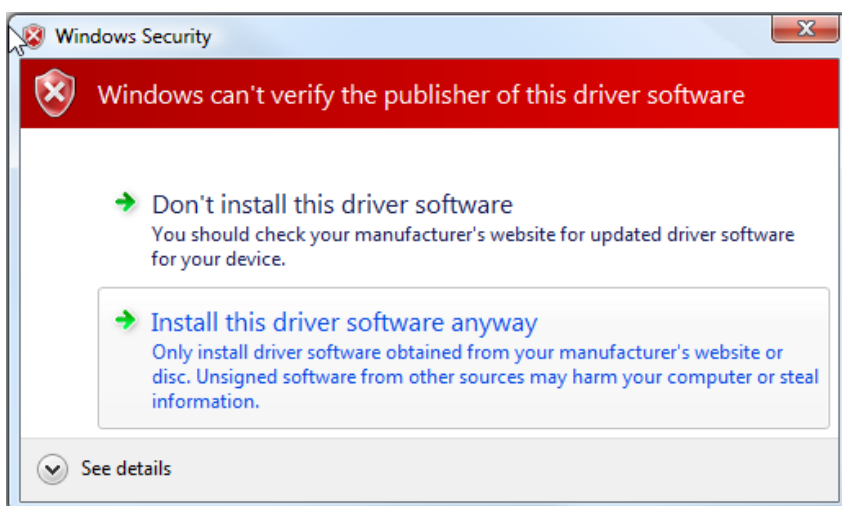 Windows Security
Windows can't verify the publisher of this driver software
Don't install this driver software
You should check your manufacturer's website for updated driver software
for your device.
Install this driver software anyway
Only install driver software obtained from your manufacturer's website or
disc. Unsigned software from other sources may harm your computer or steal
information.
See details